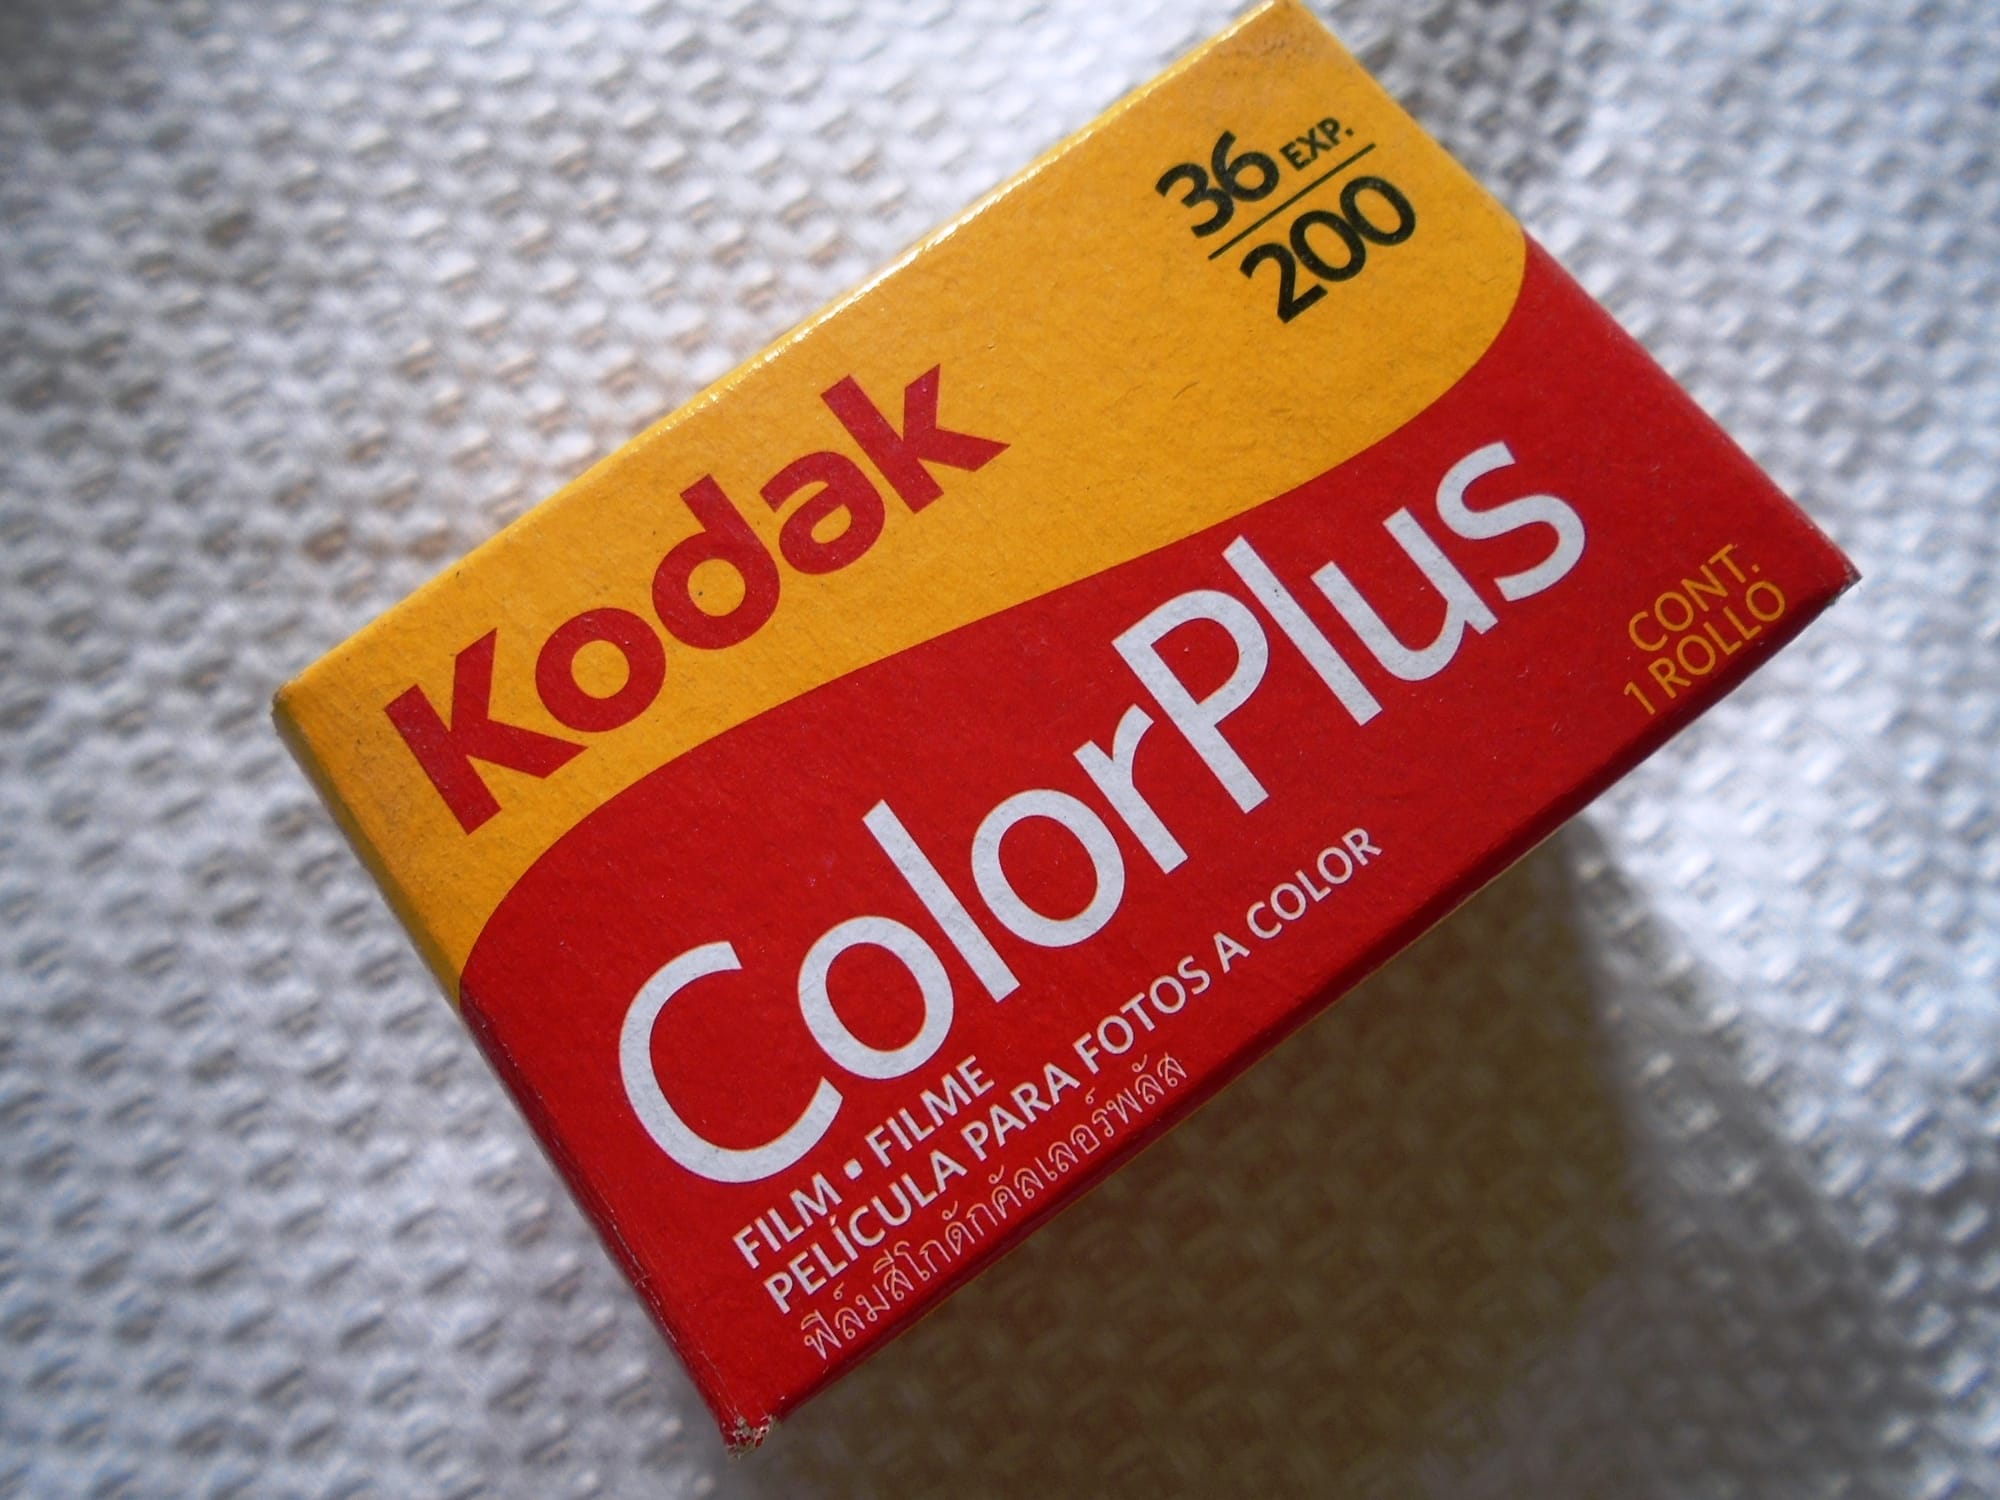 36 EXP.
200
Kodak
ColorPlus
CONT.
1 ROLLO
FILM ▪ FILME
PELÍCULA PARA FOTOS A COLOR
ฟิล์มสีโกดักคัลเลอร์พลัส